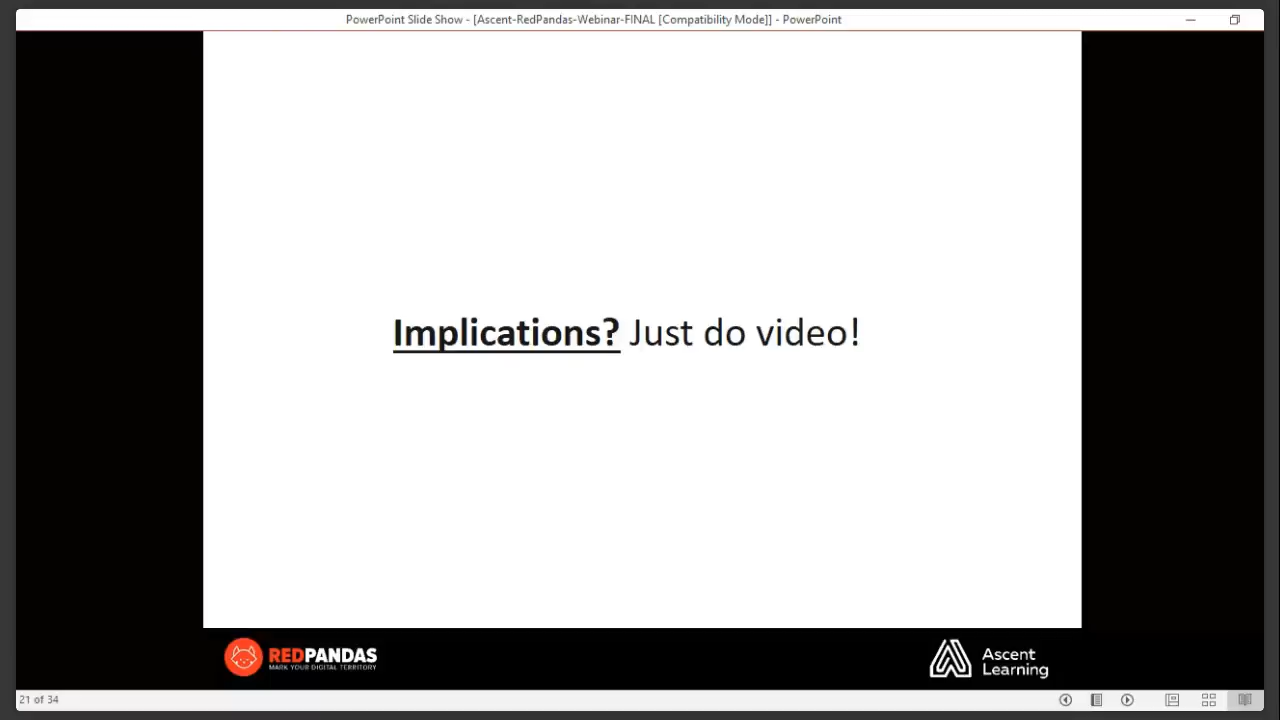 PowerPoint Slide Show - [Ascent-RedPandas-Webinar-FINAL [Compatibility Mode]] - PowerPoint
Implications? Just do video!
REDPANDAS
MARK YOUR DIGITAL TERRITORY
Ascent
Learning
21 of 34